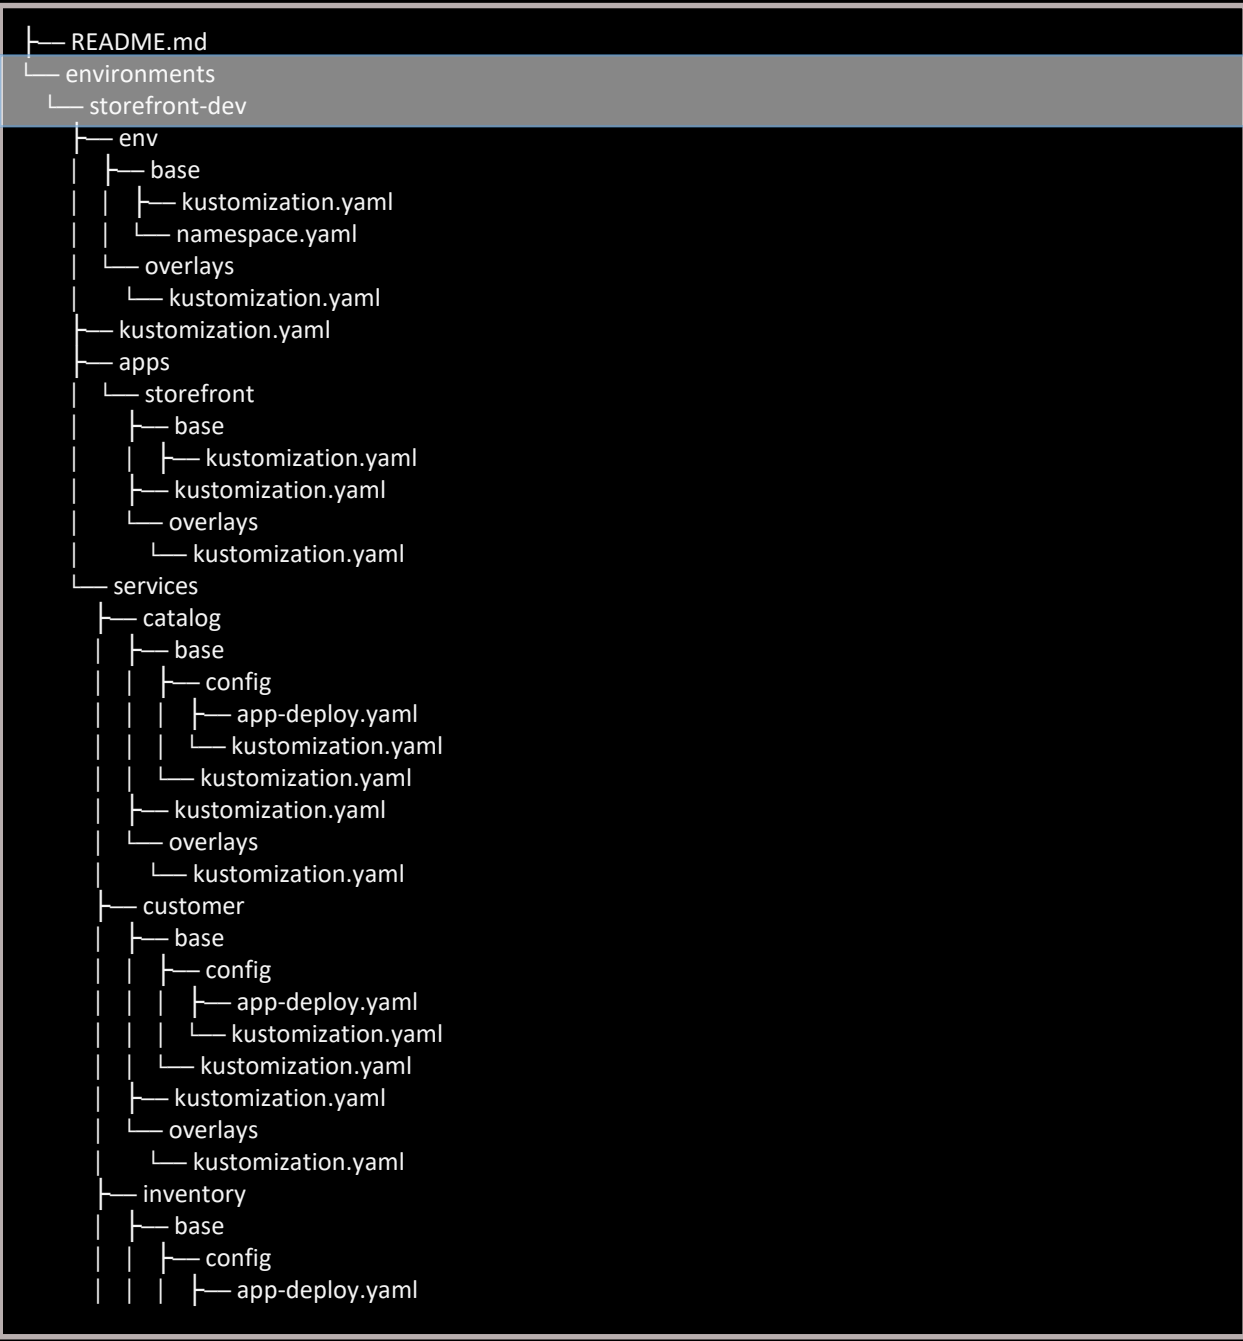 ├── README.md
└── environments
└── storefront-dev
├── env
│ ├── base
│ │ ├── kustomization.yaml
│ │ └── namespace.yaml
│ └── overlays
│ └── kustomization.yaml
├── kustomization.yaml
├── apps
│ └── storefront
│ ├── base
│ │ ├── kustomization.yaml
│ ├── kustomization.yaml
│ └── overlays
│ └── kustomization.yaml
└── services
├── catalog
│ ├── base
│ │ ├── config
│ │ │ ├── app-deploy.yaml
│ │ │ └── kustomization.yaml
│ │ └── kustomization.yaml
│ ├── kustomization.yaml
│ └── overlays
│ └── kustomization.yaml
├── customer
│ ├── base
│ │ ├── config
│ │ │ ├── app-deploy.yaml
│ │ │ └── kustomization.yaml
│ │ └── kustomization.yaml
│ ├── kustomization.yaml
│ └── overlays
│ └── kustomization.yaml
├── inventory
│ ├── base
│ │ ├── config
│ │ │ ├── app-deploy.yaml